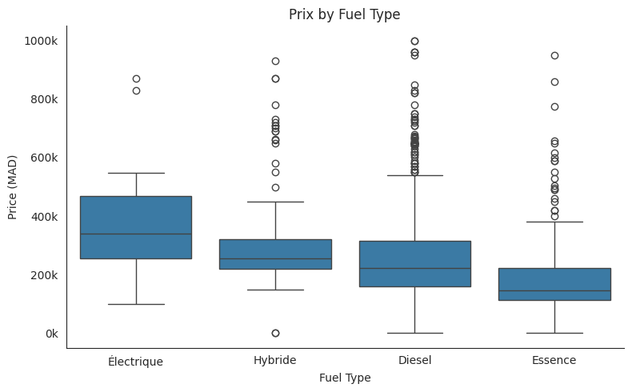 Prix by Fuel Type
1000k
800k
600k
400k
200k
0k
Price (MAD)
Électrique
Hybride
Diesel
Essence
Fuel Type